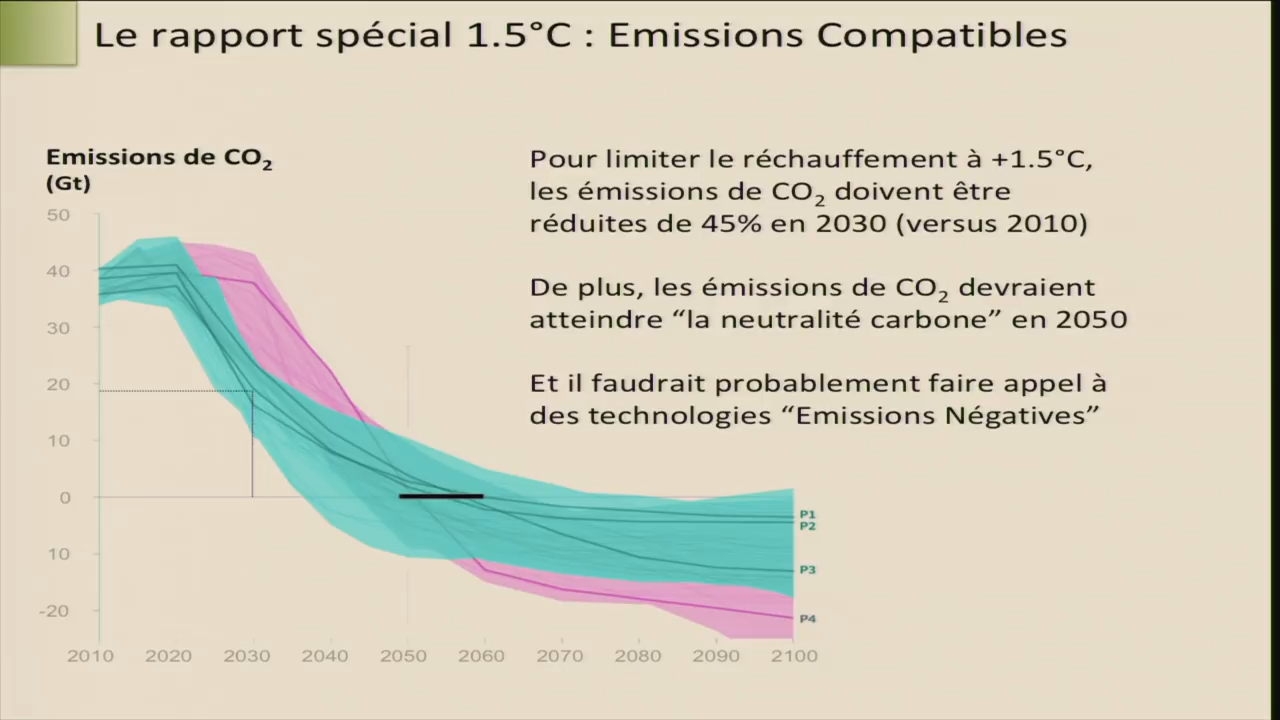 Le rapport spécial 1.5°C : Emissions Compatibles
Emissions de CO₂
(Gt)
50
40
30
20
10
0
10
-20
2010 2020 2030 2040 2050 2060 2070 2080 2090 2100
P1
P2
P3
P4
Pour limiter le réchauffement à +1.5°C,
les émissions de CO₂ doivent être
réduites de 45% en 2030 (versus 2010)
De plus, les émissions de CO₂ devraient
atteindre “la neutralité carbone” en 2050
Et il faudrait probablement faire appel à
des technologies “Emissions Négatives”